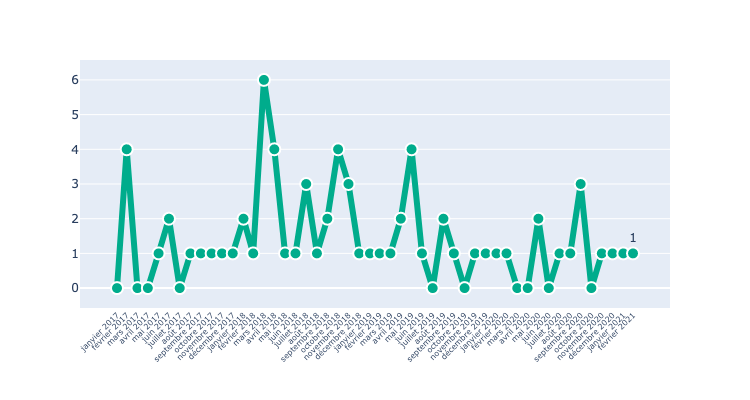 6
5
4
3
2
1
0
1
janvier 2017
février 2017
mars 2017
avril 2017
mai 2017
juin 2017
juillet 2017
août 2017
septembre 2017
octobre 2017
novembre 2017
décembre 2017
janvier 2018
février 2018
mars 2018
avril 2018
mai 2018
juin 2018
juillet 2018
août 2018
septembre 2018
octobre 2018
novembre 2018
décembre 2018
janvier 2019
février 2019
mars 2019
avril 2019
mai 2019
juin 2019
juillet 2019
août 2019
septembre 2019
octobre 2019
novembre 2019
décembre 2019
janvier 2020
février 2020
mars 2020
avril 2020
mai 2020
juin 2020
juillet 2020
août 2020
septembre 2020
octobre 2020
novembre 2020
décembre 2020
janvier 2021
février 2021